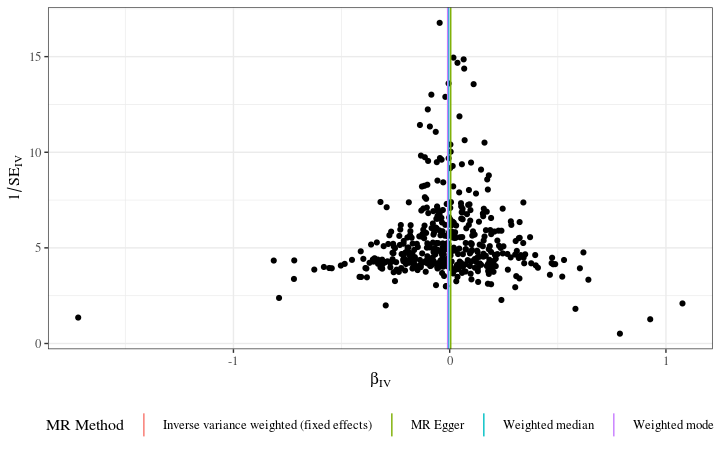 15
10
5
0
1/SE_IV
-1
0
1
β_IV
MR Method
Inverse variance weighted (fixed effects)
MR Egger
Weighted median
Weighted mode